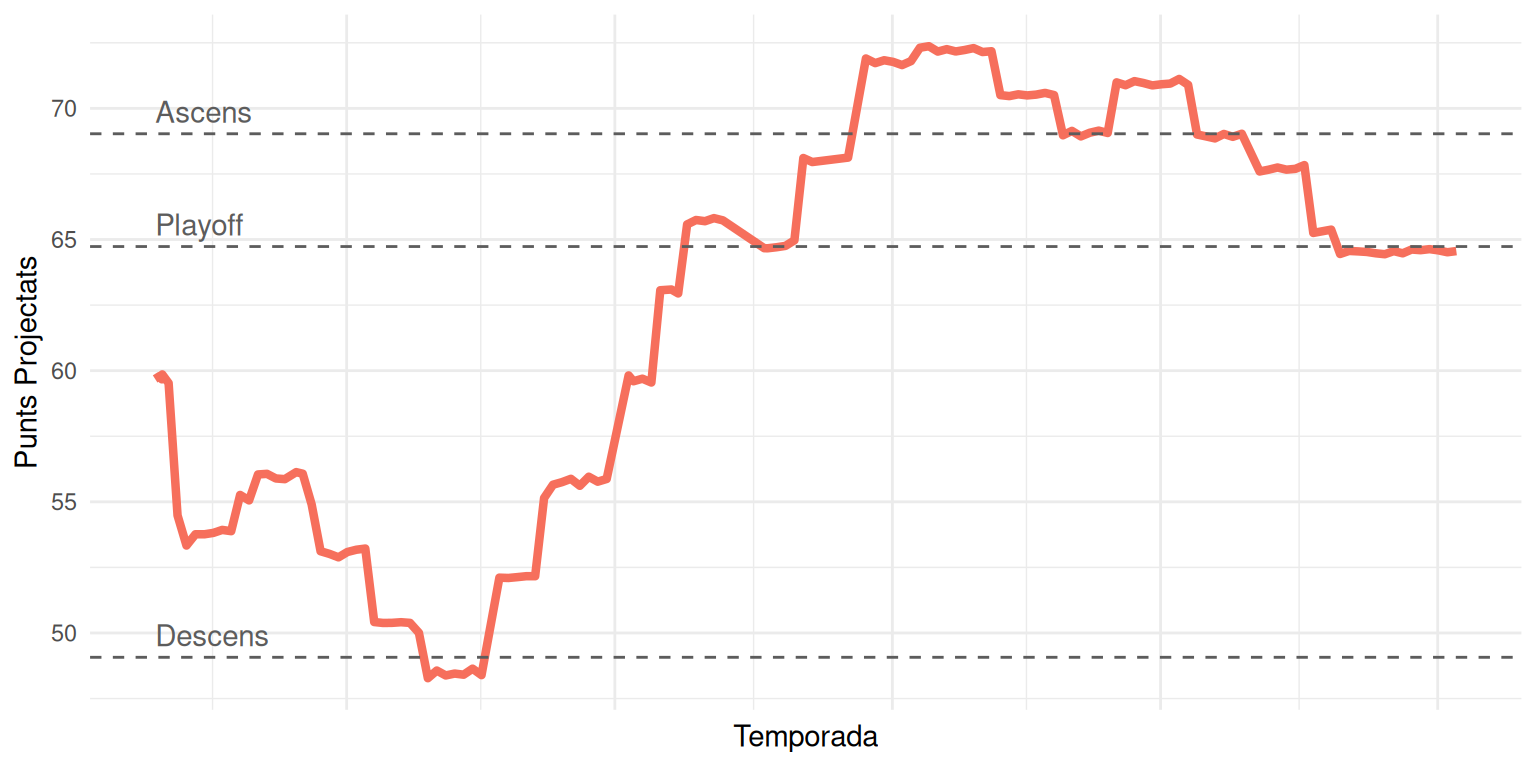 Punts Projectats
70
65
60
55
50
Ascens
Playoff
Descens
Temporada